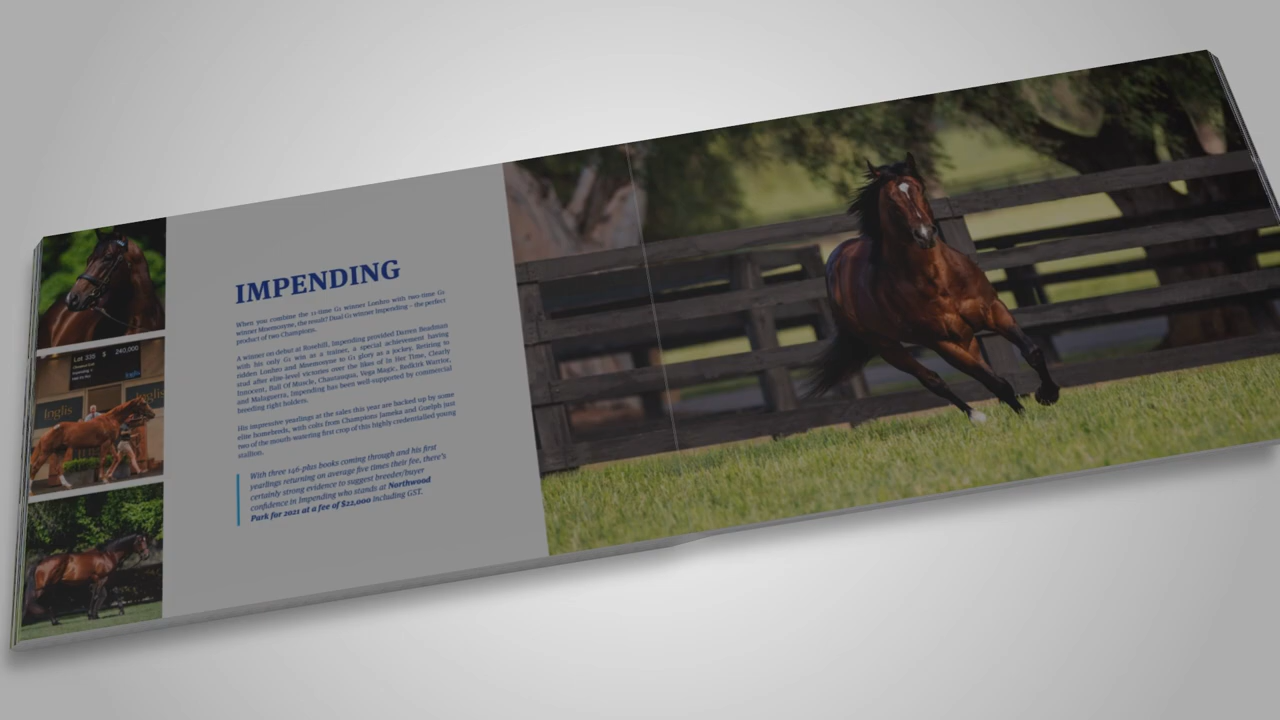 Lot 335 $ 240,000
Inglis
Inglis
IMPENDING
When you combine the 11-time G1 winner Lonhro with two-time G1
winner Mnemosyne, the result? Dual G1 winner Impending – the perfect
product of two Champions.
A winner on debut at Rosehill, Impending provided Darren Beadman
with his only G1 win as a trainer, a special achievement having
ridden Lonhro and Mnemosyne to G1 glory as a jockey. Retiring to
stud after elite-level victories over the likes of In Her Time, Clearly
Innocent, Ball Of Muscle, Chautauqua, Vega Magic, Redkirk Warrior,
and Malaguerra, Impending has been well-supported by commercial
breeding right holders.
His impressive yearlings at the sales this year are backed up by some
elite homebreds, with colts from Champions Jameka and Guelph just
two of the mouth-watering first crop of this highly credentialled young
stallion.
With three 146-plus books coming through and his first
yearlings returning on average five times their fee, there's
certainly strong evidence to suggest breeder/buyer
confidence in Impending who stands at Northwood
Park for 2021 at a fee of $22,000 including GST.